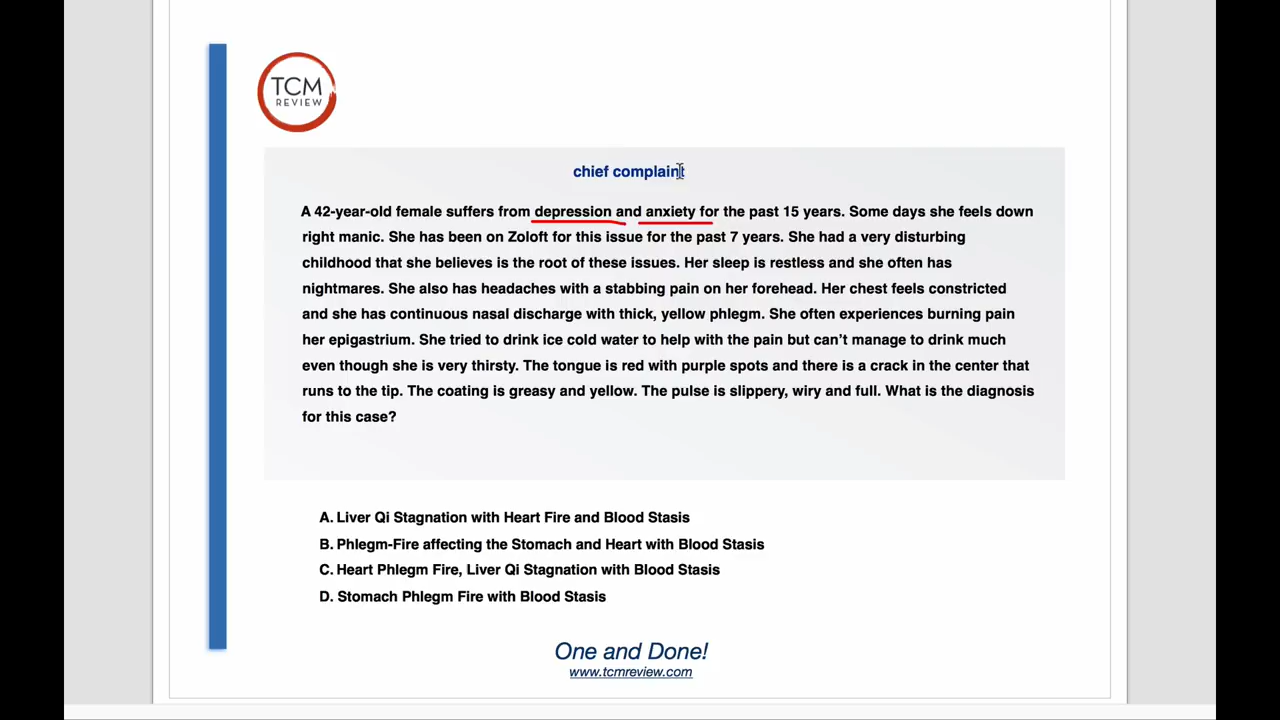 TCM
REVIEW
chief complaint
A 42-year-old female suffers from depression and anxiety for the past 15 years. Some days she feels down
right manic. She has been on Zoloft for this issue for the past 7 years. She had a very disturbing
childhood that she believes is the root of these issues. Her sleep is restless and she often has
nightmares. She also has headaches with a stabbing pain on her forehead. Her chest feels constricted
and she has continuous nasal discharge with thick, yellow phlegm. She often experiences burning pain
her epigastrium. She tried to drink ice cold water to help with the pain but can't manage to drink much
even though she is very thirsty. The tongue is red with purple spots and there is a crack in the center that
runs to the tip. The coating is greasy and yellow. The pulse is slippery, wiry and full. What is the diagnosis
for this case?
A. Liver Qi Stagnation with Heart Fire and Blood Stasis
B. Phlegm-Fire affecting the Stomach and Heart with Blood Stasis
C. Heart Phlegm Fire, Liver Qi Stagnation with Blood Stasis
D. Stomach Phlegm Fire with Blood Stasis
One and Done!
www.tcmreview.com